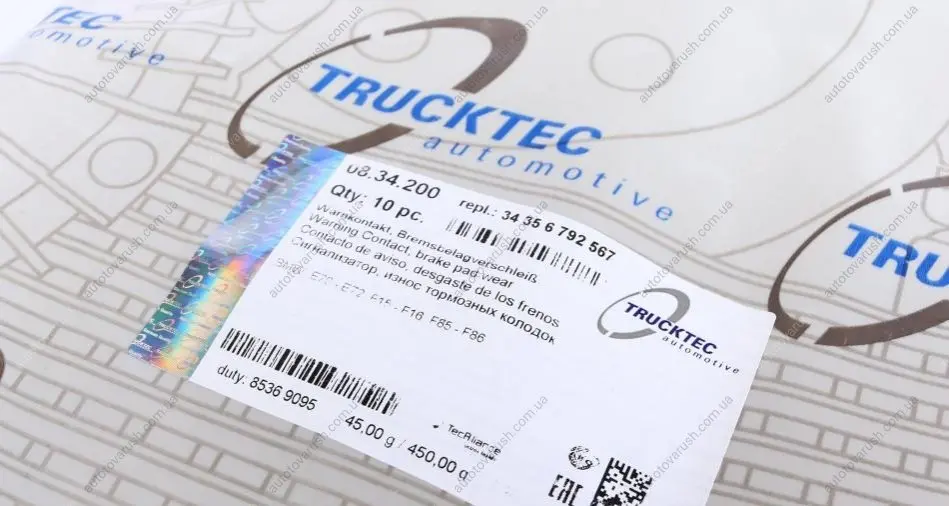 TRUCKTEC
automotive
TRUCKTEC
automotive
08.34.200
repl.: 34 35 6 792 567
Qty: 10 pc.
Warnkontakt, Bremsbelagverschleiß
Warning Contact, brake pad wear
Contacto de aviso, desgaste de los frenos
Сигнализатор, износ тормозных колодок
E70 - E72 F15 - F16 F85 - F86
TRUCKTEC
automotive
duty: 8536 9095
45,00 g / 450,00 g
TecAlliance
EAC
autotovarush.com.ua